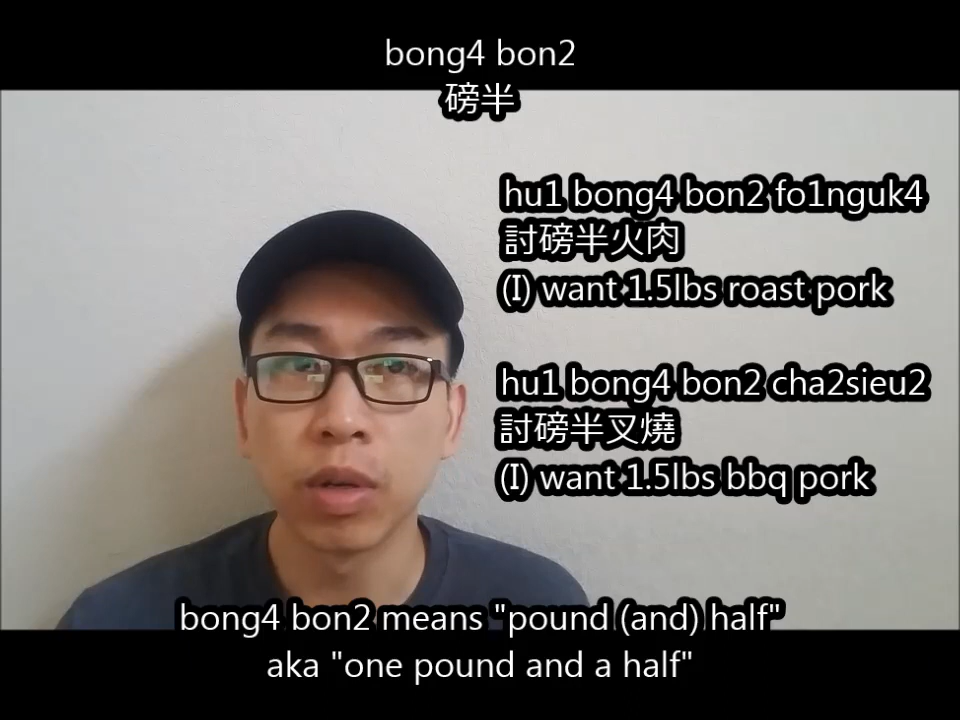 bong4 bon2
磅半
hu1 bong4 bon2 fo1nguk4
討磅半火肉
(I) want 1.5lbs roast pork
hu1 bong4 bon2 cha2sieu2
討磅半叉燒
(I) want 1.5lbs bbq pork
bong4 bon2 means "pound (and) half"
aka "one pound and a half"